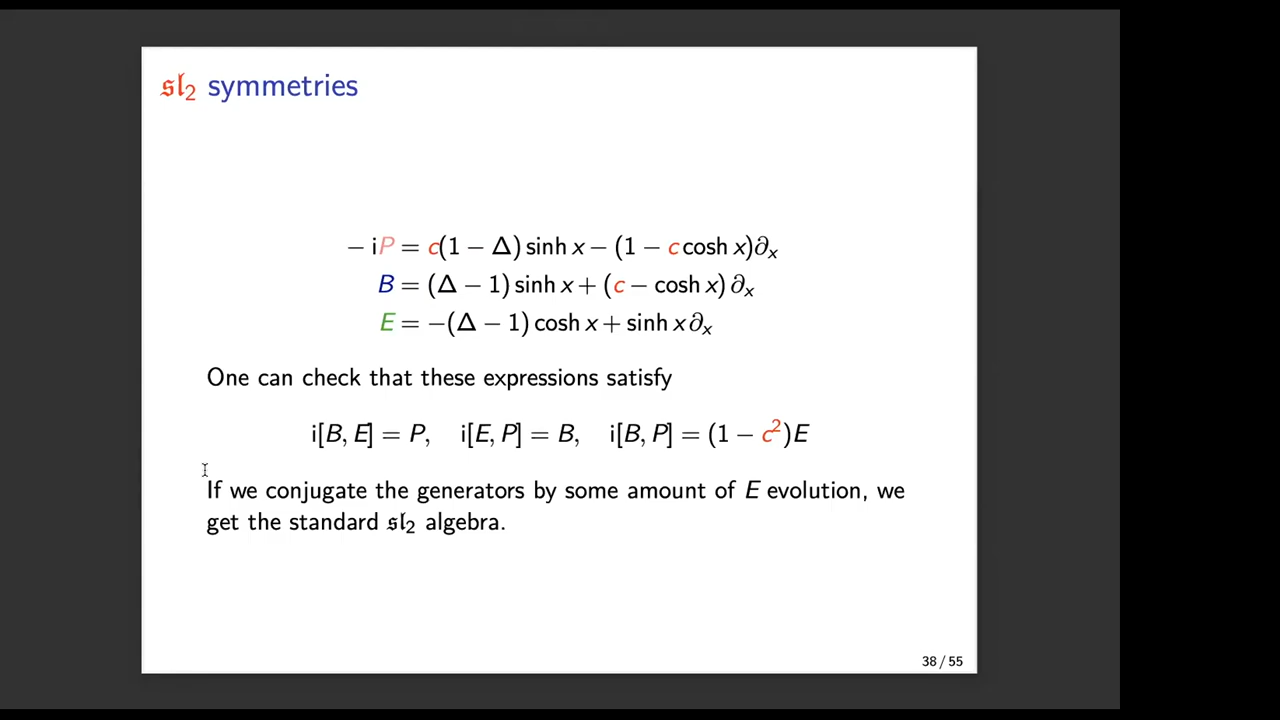 𝔰𝔩₂ symmetries
− iP = c(1 − Δ) sinh x − (1 − c cosh x)∂ₓ
B = (Δ − 1) sinh x + (c − cosh x) ∂ₓ
E = −(Δ − 1) cosh x + sinh x ∂ₓ
One can check that these expressions satisfy
i[B, E] = P, i[E, P] = B, i[B, P] = (1 − c²)E
If we conjugate the generators by some amount of E evolution, we
get the standard 𝔰𝔩₂ algebra.
38 / 55